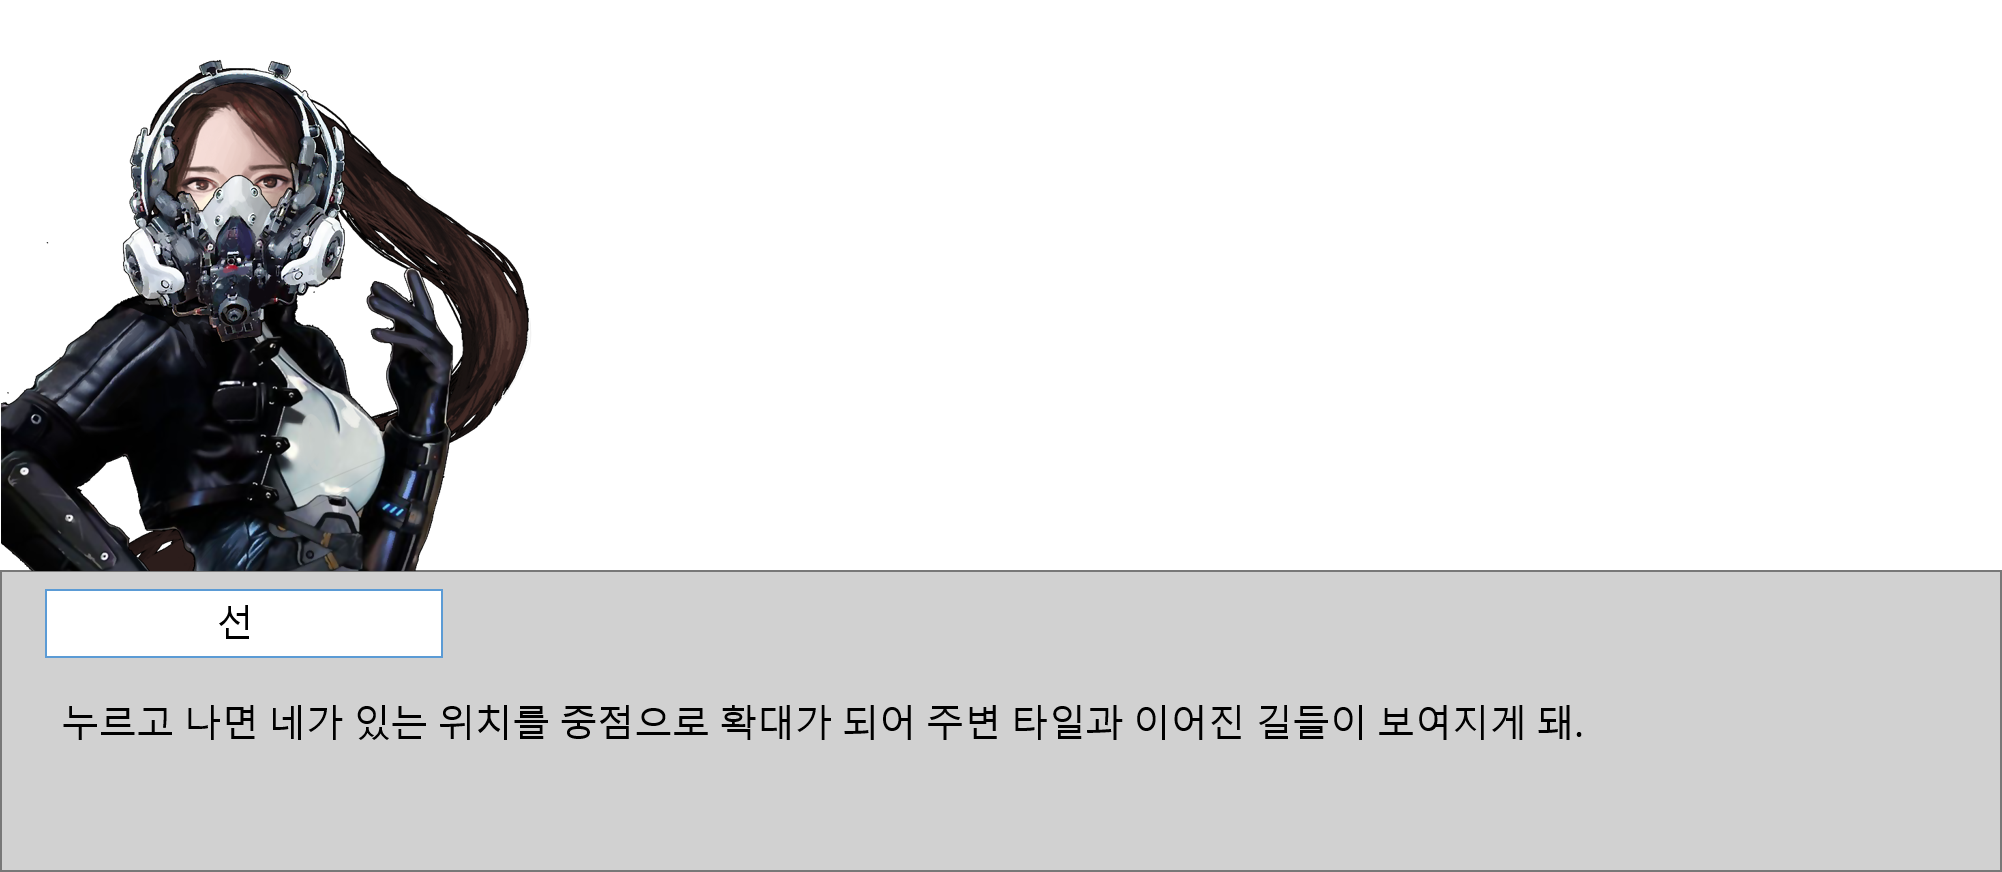 선
누르고 나면 네가 있는 위치를 중점으로 확대가 되어 주변 타일과 이어진 길들이 보여지게 돼.